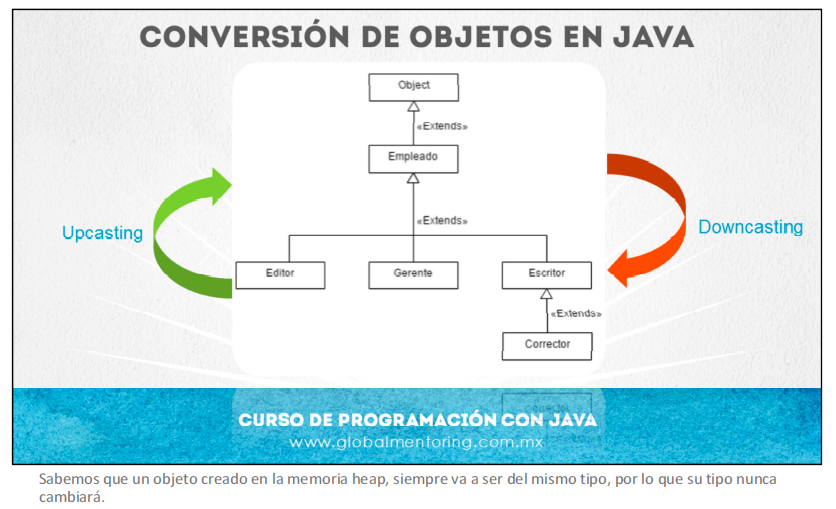 CONVERSIÓN DE OBJETOS EN JAVA
Object
«Extends»
Empleado
«Extends»
Upcasting
Downcasting
Editor
Gerente
Escritor
«Extends»
Corrector
CURSO DE PROGRAMACIÓN CON JAVA
www.globalmentoring.com.mx
Sabemos que un objeto creado en la memoria heap, siempre va a ser del mismo tipo, por lo que su tipo nunca
cambiará.